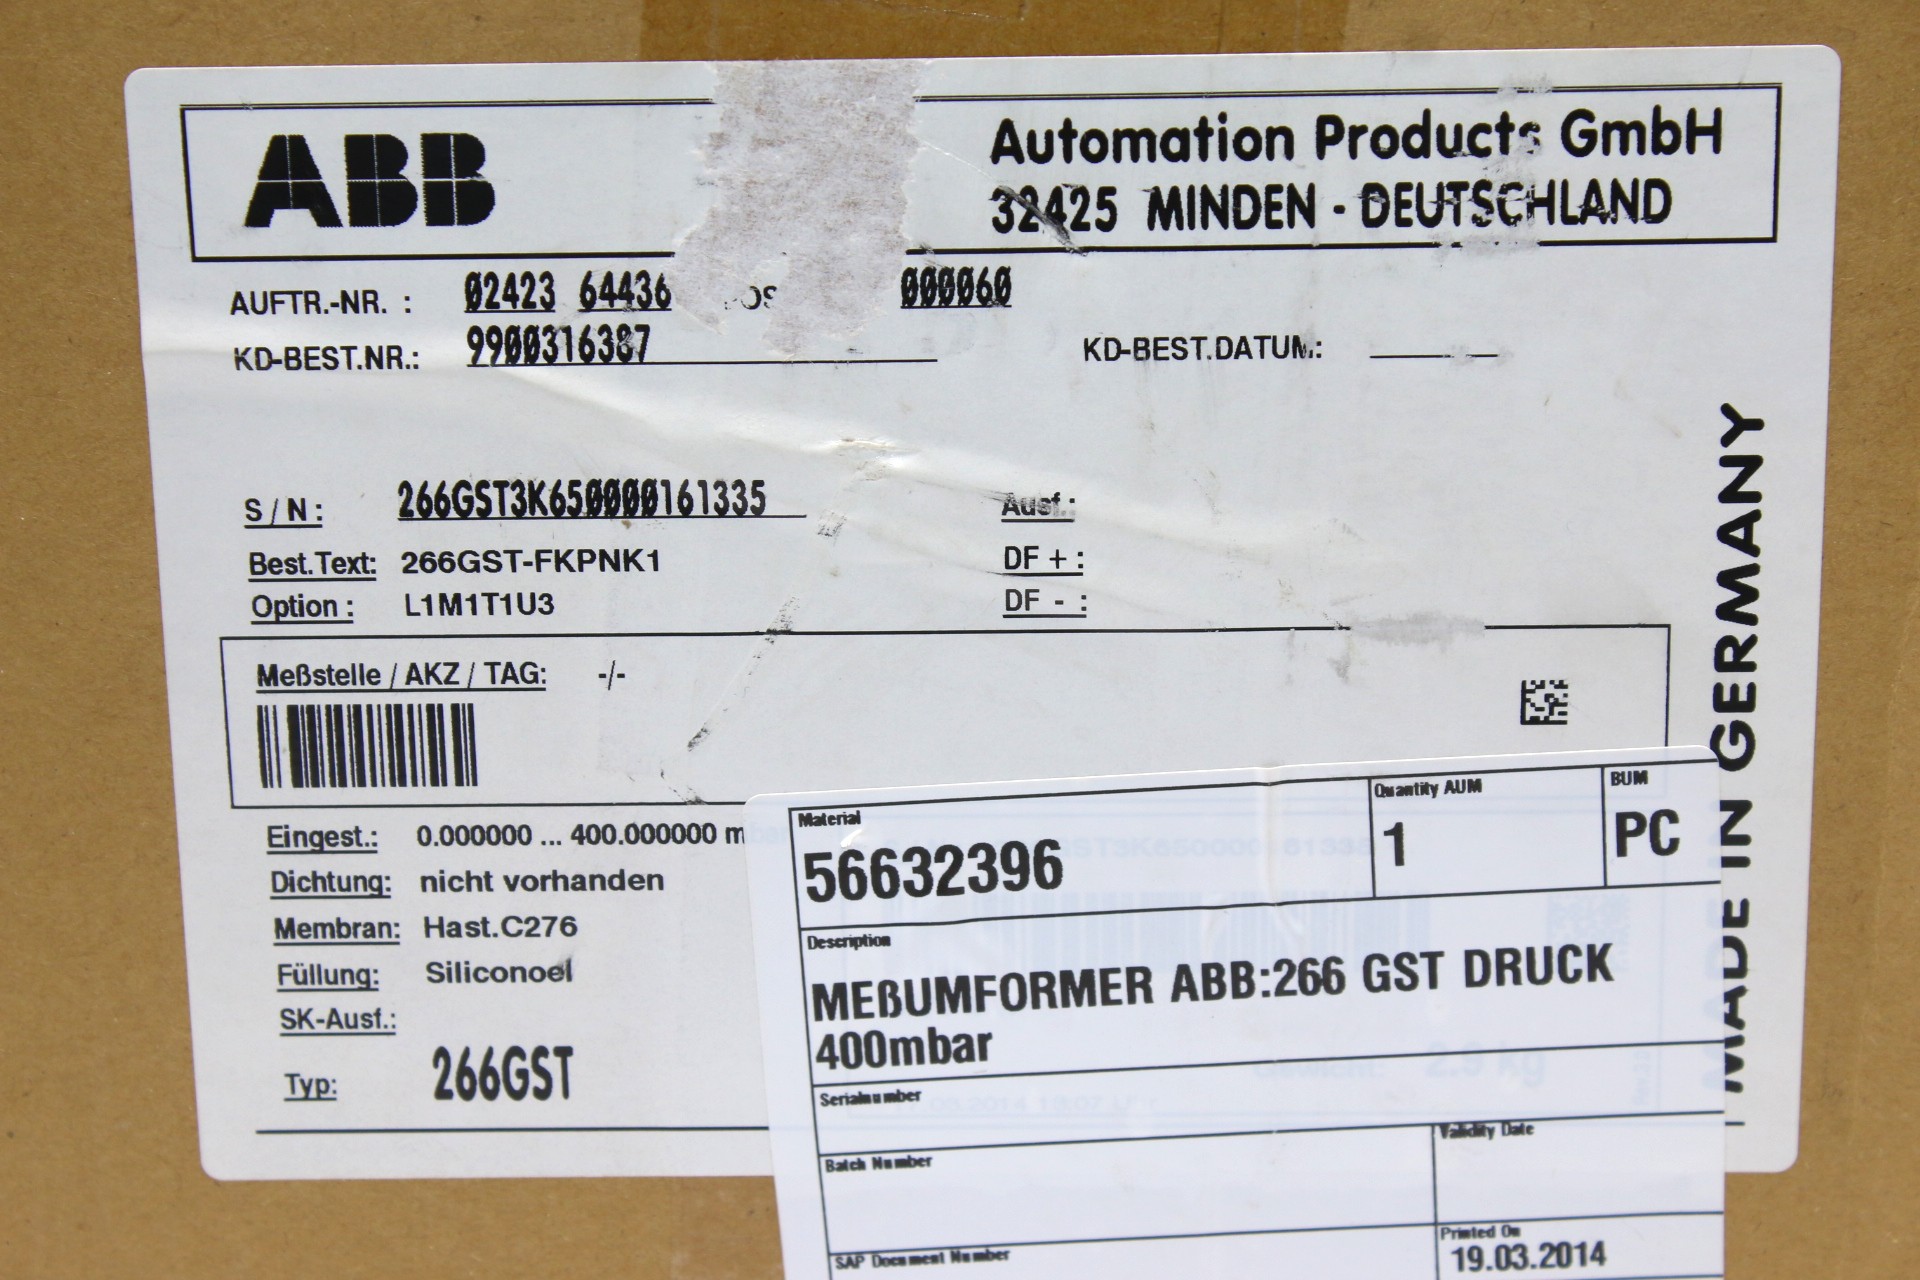 ABB
Automation Products GmbH
32425 MINDEN - DEUTSCHLAND
AUFTR.-NR. : 02423 64436 000060
KD-BEST.NR.: 9900316387
KD-BEST.DATUM:
S / N : 266GST3K650000161335
Ausf.:
Best.Text: 266GST-FKPNK1
DF + :
Option : L1M1T1U3
DF - :
Meßstelle / AKZ / TAG: -/-
Eingest.: 0.000000 ... 400.000000 m
Dichtung: nicht vorhanden
Membran: Hast.C276
Füllung: Siliconoel
SK-Ausf.:
Typ: 266GST
MADE IN GERMANY
Material
56632396
Quantity AUM
1
BUM
PC
Description
MEßUMFORMER ABB:266 GST DRUCK
400mbar
Serialnumber
Batch Number
Validity Date
SAP Document Number
Printed On
19.03.2014